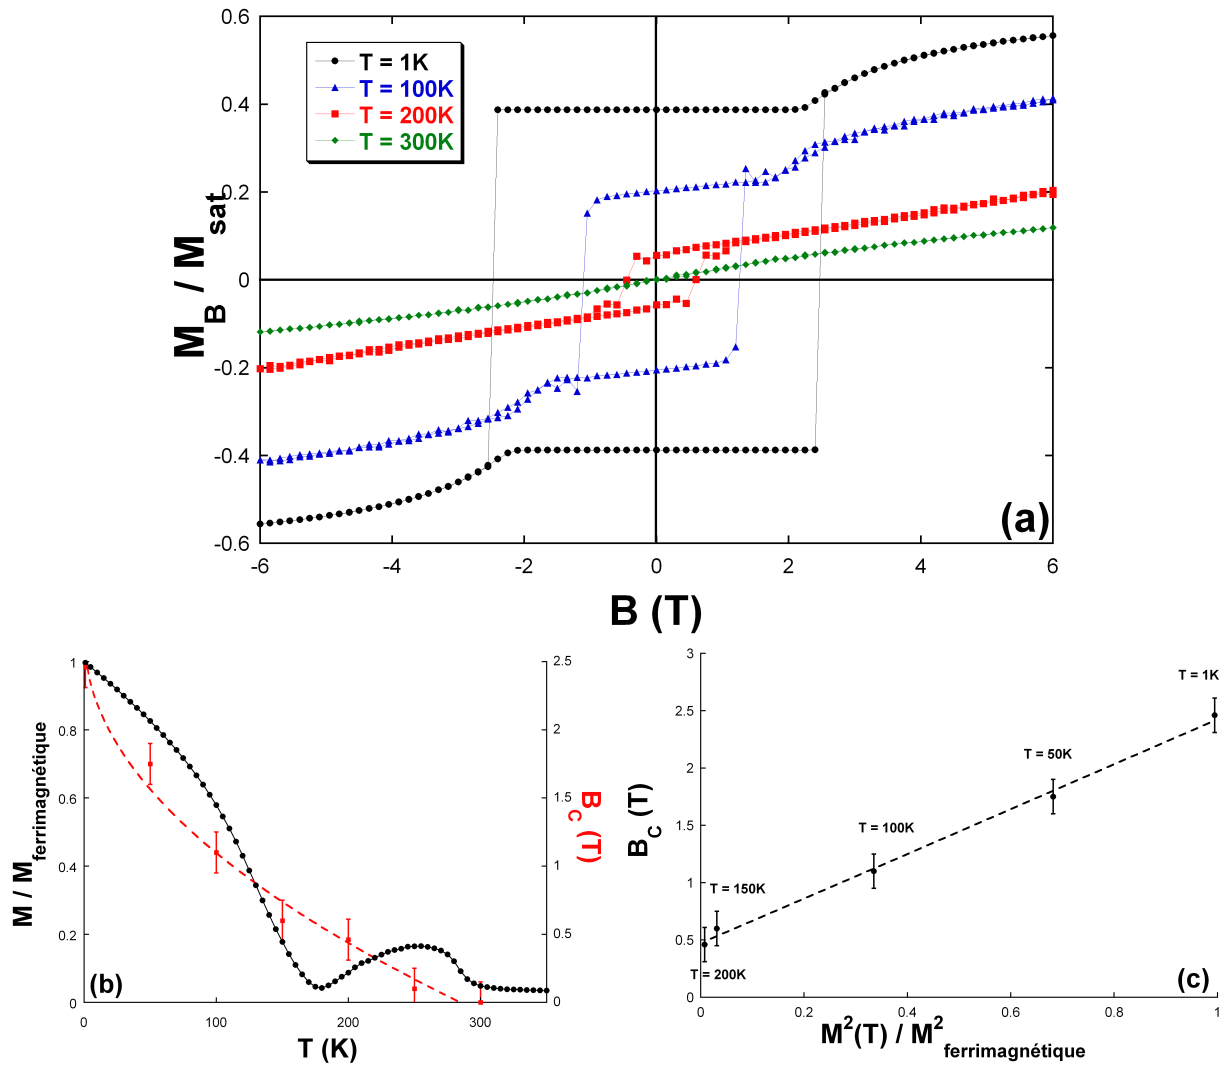 0.6
0.4
0.2
0
-0.2
-0.4
-0.6
M_B / M_sat
T = 1K
T = 100K
T = 200K
T = 300K
(a)
-6 -4 -2 0 2 4 6
B (T)
1
0.8
0.6
0.4
0.2
0
M / M_ferrimagnétique
2.5
2
1.5
1
0.5
0
B_C (T)
(b)
0 100 200 300
T (K)
3
2.5
2
1.5
1
0.5
0
B_C (T)
T = 1K
T = 50K
T = 100K
T = 150K
T = 200K
(c)
0 0.2 0.4 0.6 0.8 1
M²(T) / M²_ferrimagnétique